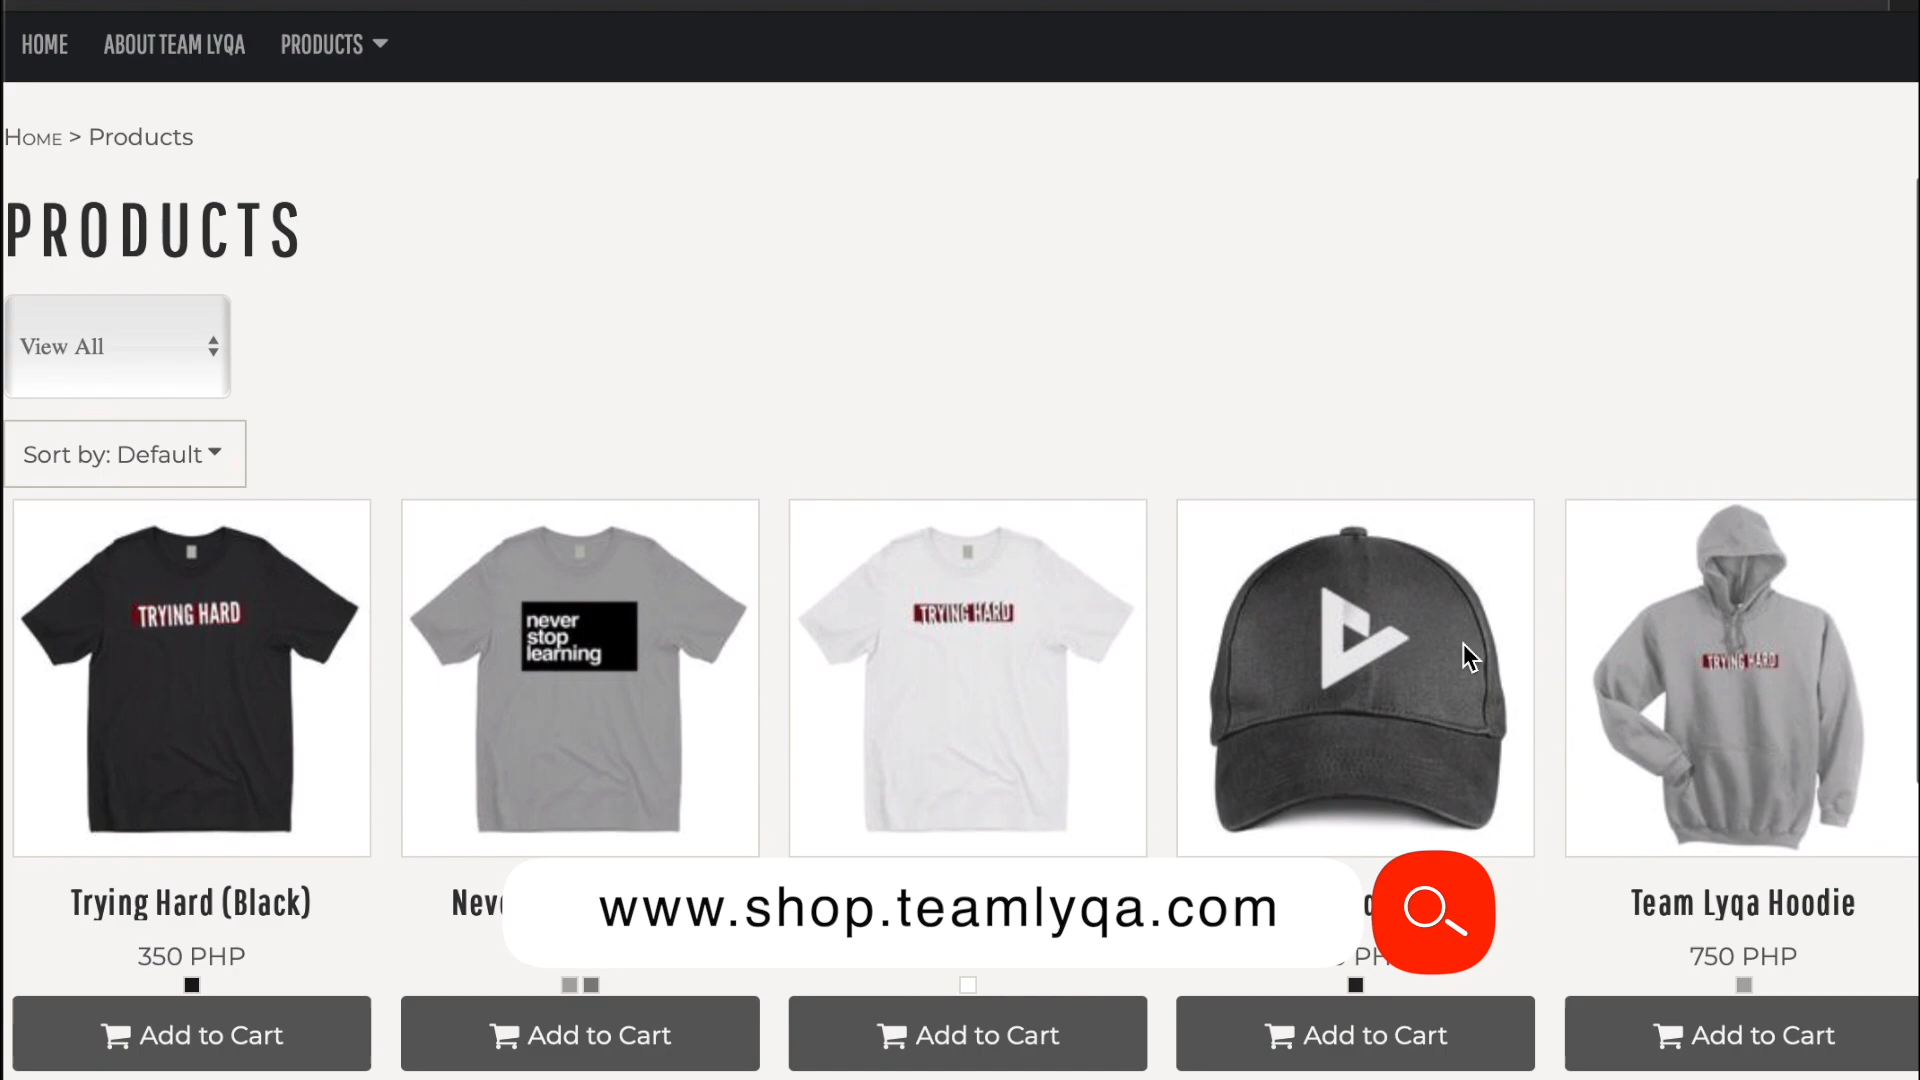 HOME ABOUT TEAM LYQA PRODUCTS
HOME > Products
PRODUCTS
View All
Sort by: Default
TRYING HARD
never
stop
learning
TRYING HARD
TRYING HARD
Trying Hard (Black)
Team Lyqa Hoodie
www.shop.teamlyqa.com
350 PHP
750 PHP
Add to Cart Add to Cart Add to Cart Add to Cart Add to Cart